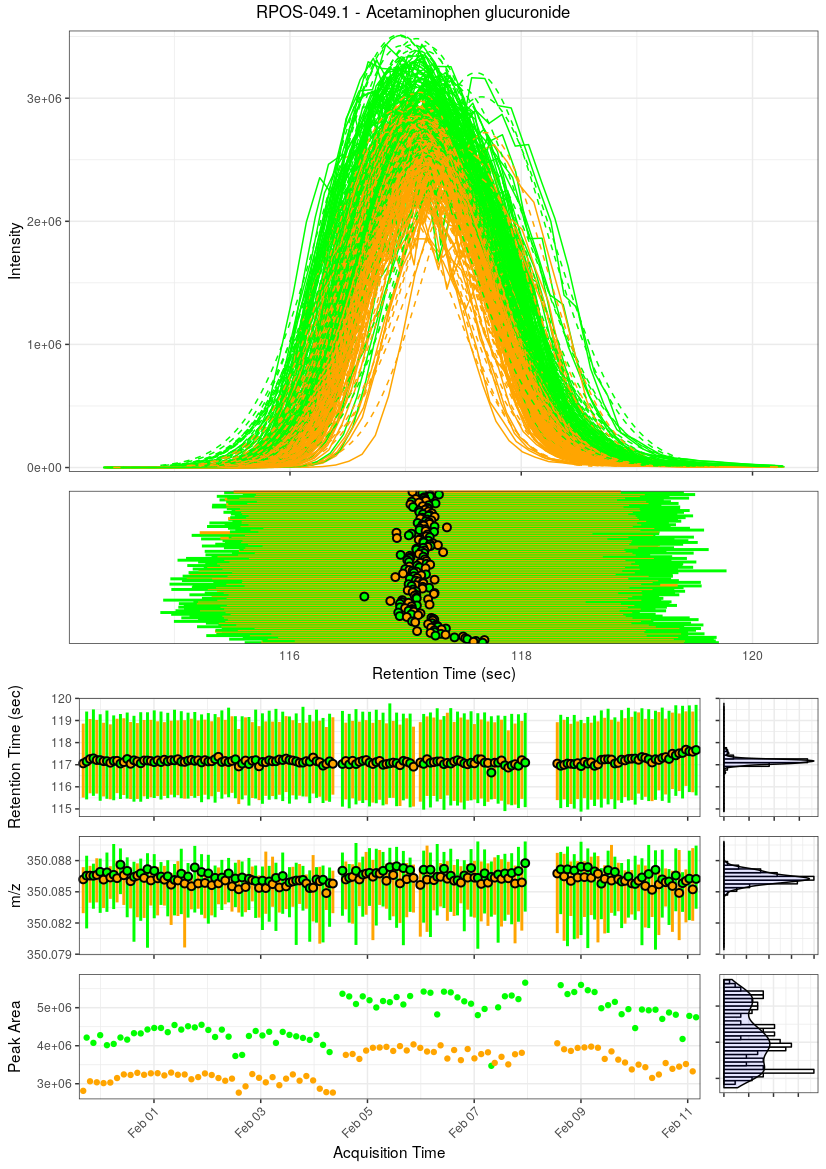 RPOS-049.1 - Acetaminophen glucuronide
Intensity
3e+06
2e+06
1e+06
0e+00
116
118
120
Retention Time (sec)
Retention Time (sec)
120
119
118
117
116
115
m/z
350.088
350.085
350.082
350.079
Peak Area
5e+06
4e+06
3e+06
Feb 01
Feb 03
Feb 05
Feb 07
Feb 09
Feb 11
Acquisition Time